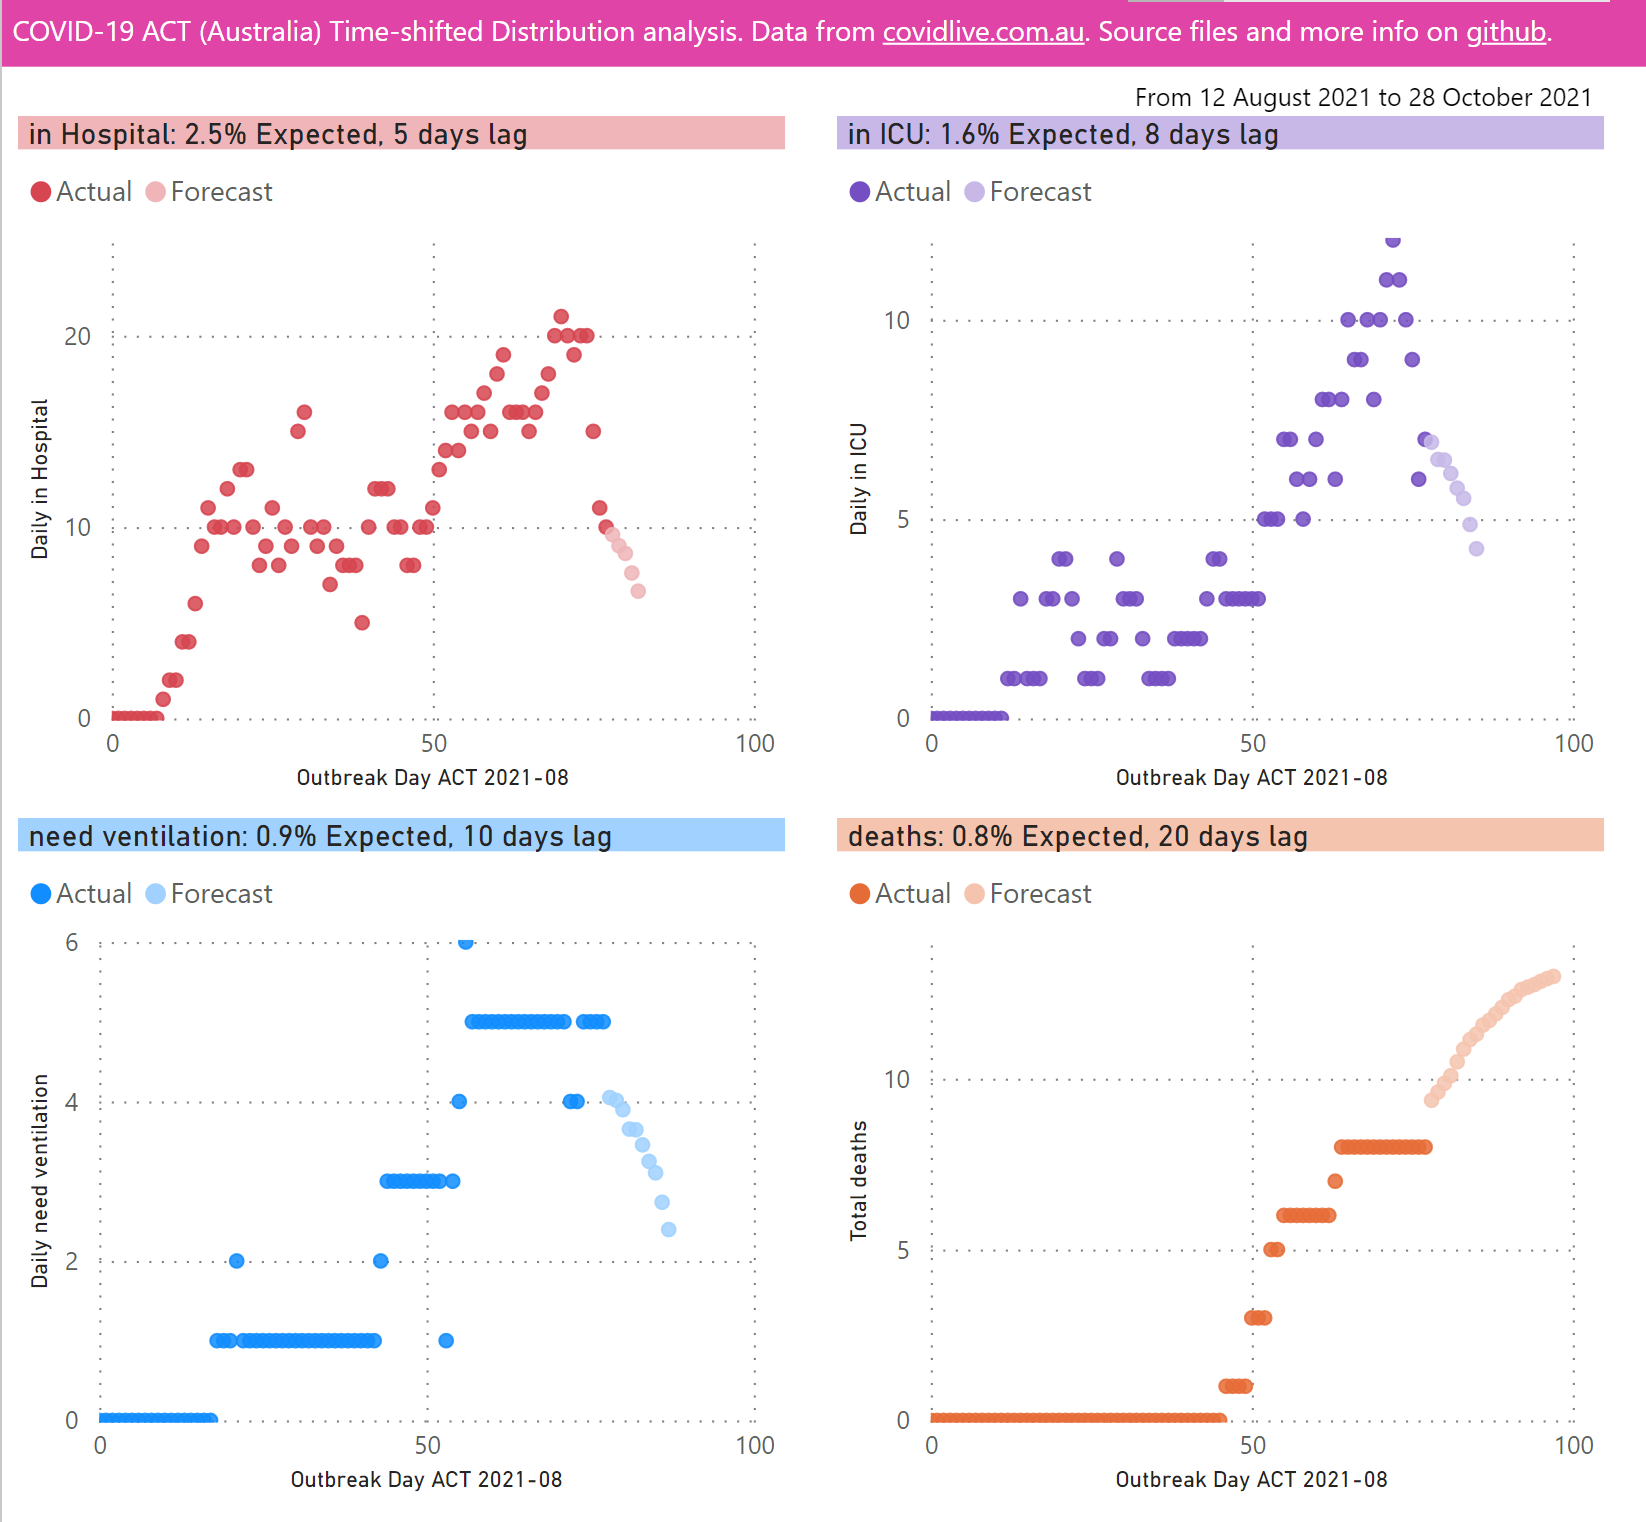 COVID-19 ACT (Australia) Time-shifted Distribution analysis. Data from covidlive.com.au. Source files and more info on github.
From 12 August 2021 to 28 October 2021
in Hospital: 2.5% Expected, 5 days lag
Actual Forecast
Daily in Hospital
20
10
0
0 50 100
Outbreak Day ACT 2021-08
in ICU: 1.6% Expected, 8 days lag
Actual Forecast
Daily in ICU
10
5
0
0 50 100
Outbreak Day ACT 2021-08
need ventilation: 0.9% Expected, 10 days lag
Actual Forecast
Daily need ventilation
6
4
2
0
0 50 100
Outbreak Day ACT 2021-08
deaths: 0.8% Expected, 20 days lag
Actual Forecast
Total deaths
10
5
0
0 50 100
Outbreak Day ACT 2021-08